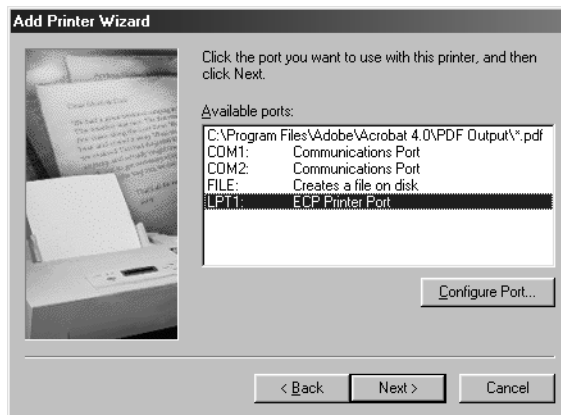 Add Printer Wizard
Click the port you want to use with this printer, and then
click Next.
Available ports:
C:\Program Files\Adobe\Acrobat 4.0\PDF Output\*.pdf
COM1: Communications Port
COM2: Communications Port
FILE: Creates a file on disk
LPT1: ECP Printer Port
Configure Port...
< Back
Next >
Cancel